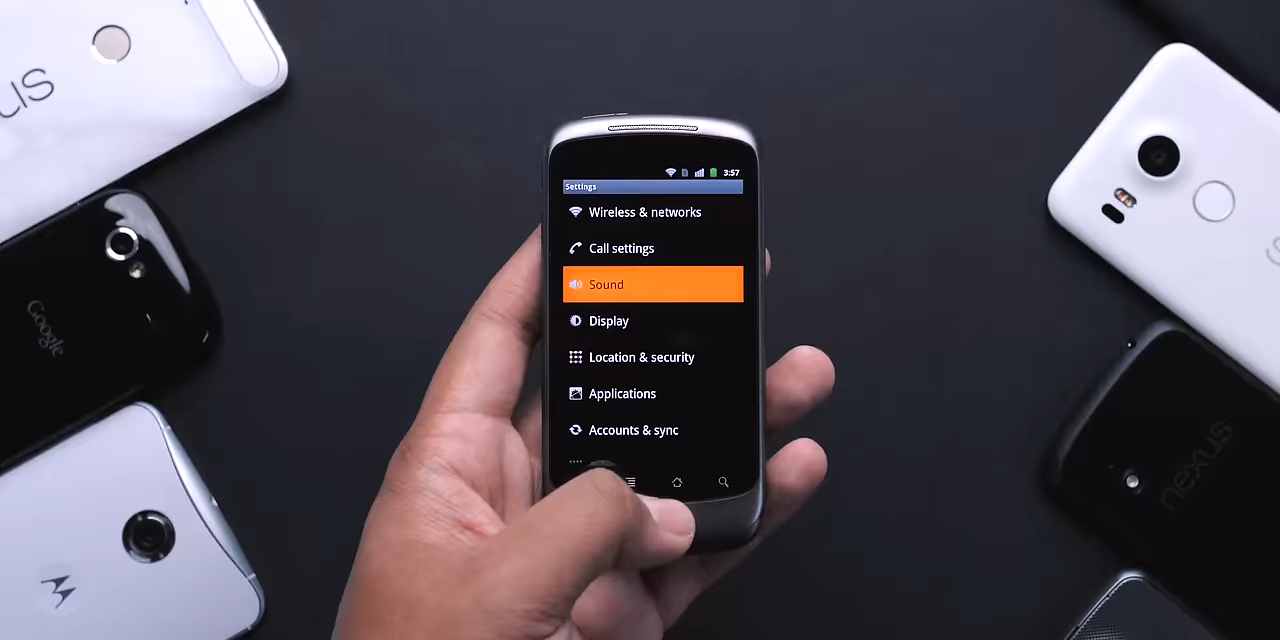 us
Google
3:57
Settings
Wireless & networks
Call settings
Sound
Display
Location & security
Applications
Accounts & sync
nexus